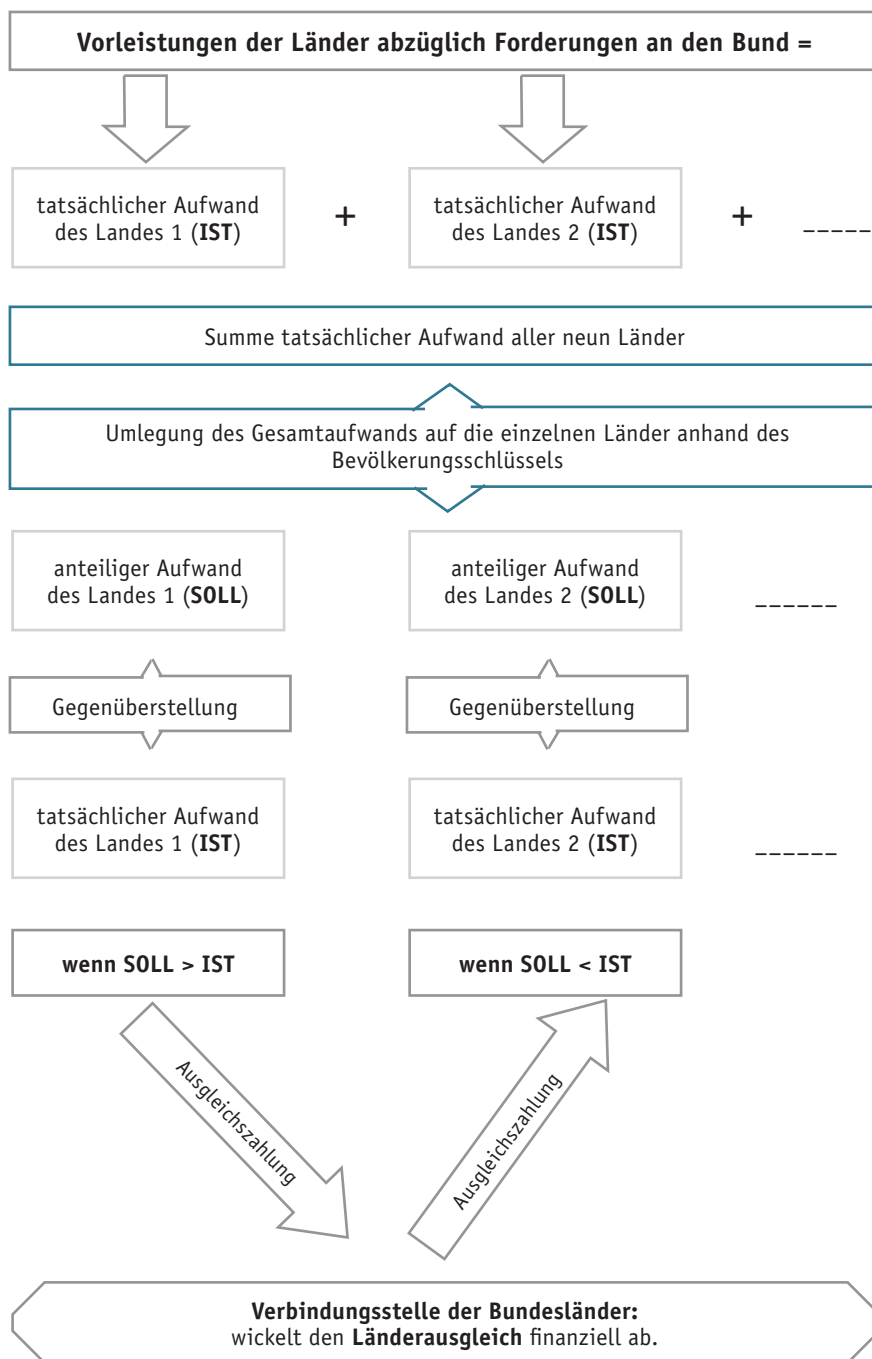 Vorleistungen der Länder abzüglich Forderungen an den Bund =
tatsächlicher Aufwand
des Landes 1 (IST)
+
tatsächlicher Aufwand
des Landes 2 (IST)
+
_____
Summe tatsächlicher Aufwand aller neun Länder
Umlegung des Gesamtaufwands auf die einzelnen Länder anhand des
Bevölkerungsschlüssels
anteiliger Aufwand
des Landes 1 (SOLL)
anteiliger Aufwand
des Landes 2 (SOLL)
______
Gegenüberstellung
Gegenüberstellung
tatsächlicher Aufwand
des Landes 1 (IST)
tatsächlicher Aufwand
des Landes 2 (IST)
______
wenn SOLL > IST
wenn SOLL < IST
Ausgleichszahlung
Ausgleichszahlung
Verbindungsstelle der Bundesländer:
wickelt den Länderausgleich finanziell ab.